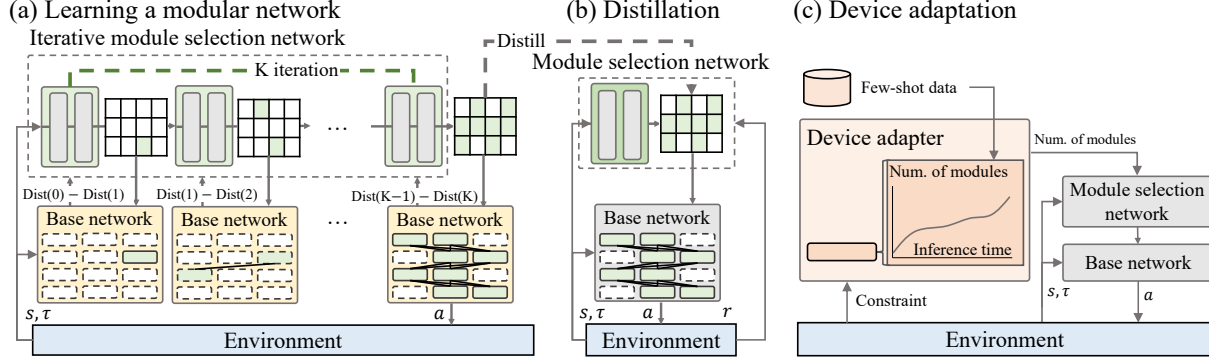 (a) Learning a modular network
Iterative module selection network
K iteration
...
Dist(0) − Dist(1)
Dist(1) − Dist(2)
Dist(K−1) − Dist(K)
Base network
Base network
...
Base network
s, τ
a
Environment
(b) Distillation
Distill
Module selection network
Base network
s, τ
a
r
Environment
(c) Device adaptation
Few-shot data
Device adapter
Num. of modules
Num. of modules
Inference time
Module selection
network
Base network
Constraint
s, τ
a
Environment